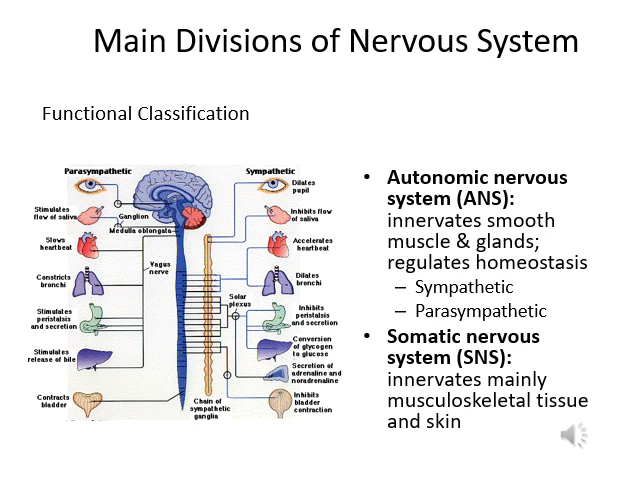 Main Divisions of Nervous System
Functional Classification
Parasympathetic
Sympathetic
Dilates
pupil
Stimulates
flow of saliva
Ganglion
Medulla oblongata
Inhibits flow
of saliva
Slows
heartbeat
Accelerates
heartbeat
Vagus
nerve
Constricts
bronchi
Dilates
bronchi
Solar
plexus
Stimulates
peristalsis
and secretion
Inhibits
peristalsis
and secretion
Stimulates
release of bile
Conversion
of glycogen
to glucose
Secretion of
adrenaline and
noradrenaline
Contracts
bladder
Chain of
sympathetic
ganglia
Inhibits
bladder
contraction
• Autonomic nervous
system (ANS):
innervates smooth
muscle & glands;
regulates homeostasis
– Sympathetic
– Parasympathetic
• Somatic nervous
system (SNS):
innervates mainly
musculoskeletal tissue
and skin